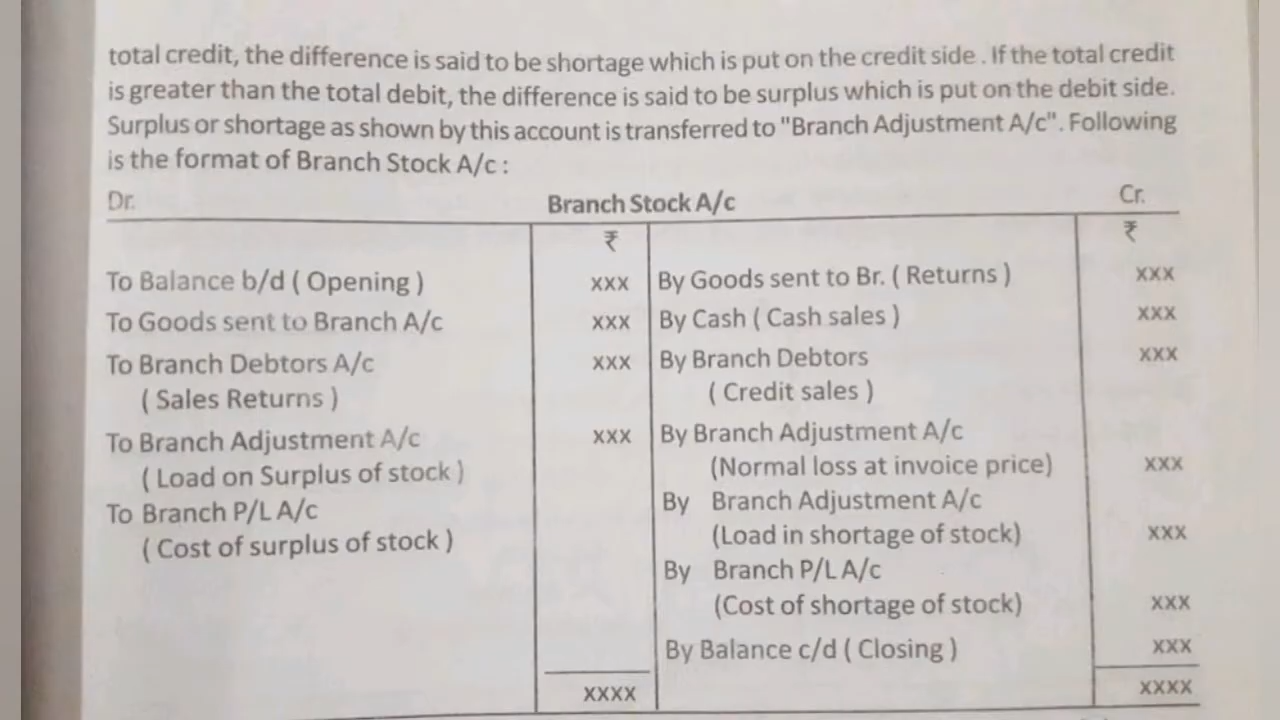 total credit, the difference is said to be shortage which is put on the credit side . If the total credit
is greater than the total debit, the difference is said to be surplus which is put on the debit side.
Surplus or shortage as shown by this account is transferred to "Branch Adjustment A/c". Following
is the format of Branch Stock A/c :
Dr. Branch Stock A/c Cr.
₹ ₹
To Balance b/d ( Opening ) xxx By Goods sent to Br. ( Returns ) xxx
To Goods sent to Branch A/c xxx By Cash ( Cash sales ) xxx
To Branch Debtors A/c xxx By Branch Debtors xxx
( Sales Returns ) ( Credit sales )
To Branch Adjustment A/c xxx By Branch Adjustment A/c
( Load on Surplus of stock ) (Normal loss at invoice price) xxx
To Branch P/L A/c By Branch Adjustment A/c
( Cost of surplus of stock ) (Load in shortage of stock) xxx
By Branch P/L A/c
(Cost of shortage of stock) xxx
By Balance c/d ( Closing ) xxx
xxxx xxxx